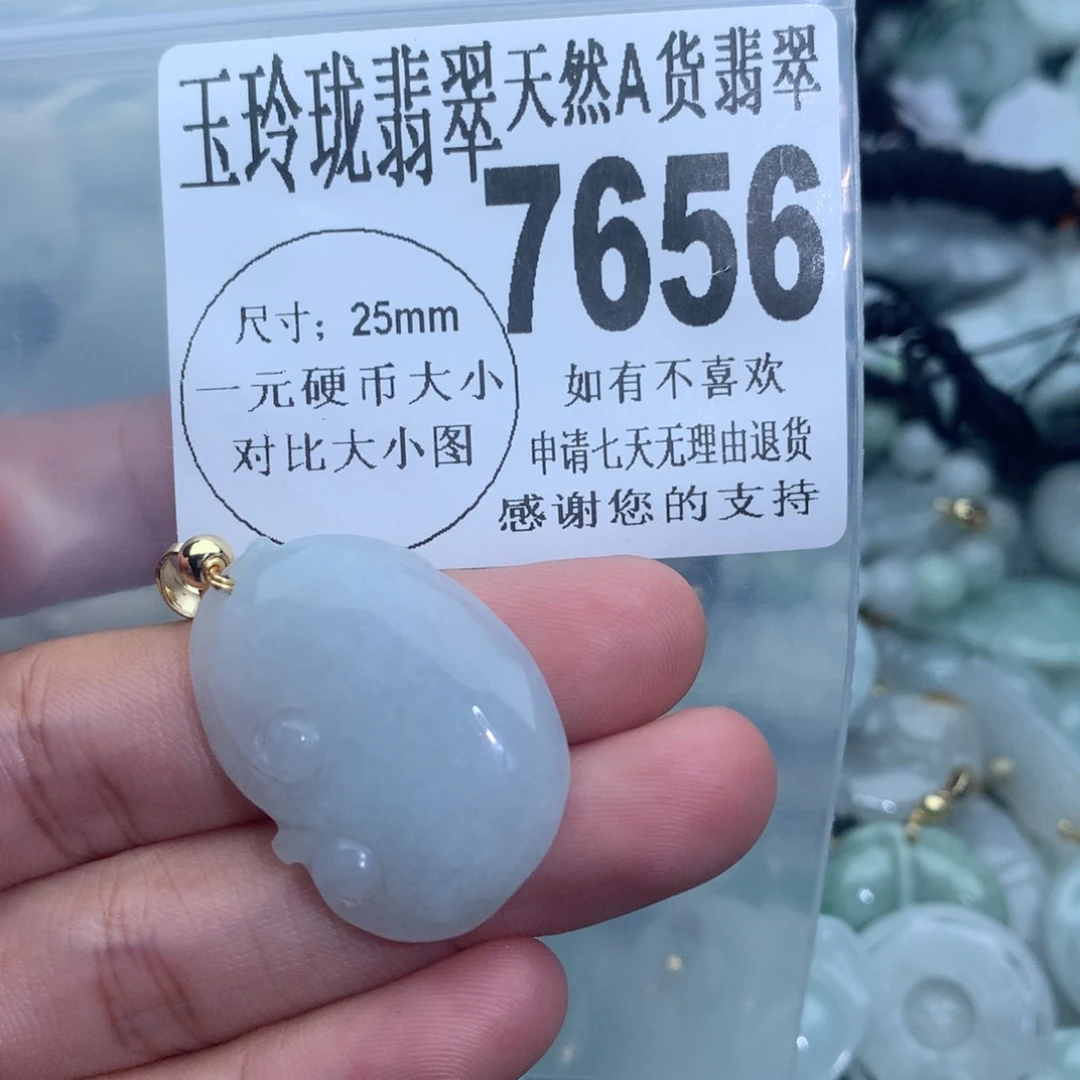 玉玲珑翡翠天然A货翡翠
7656
尺寸；25mm
一元硬币大小
对比大小图
如有不喜欢
申请七天无理由退货
感谢您的支持